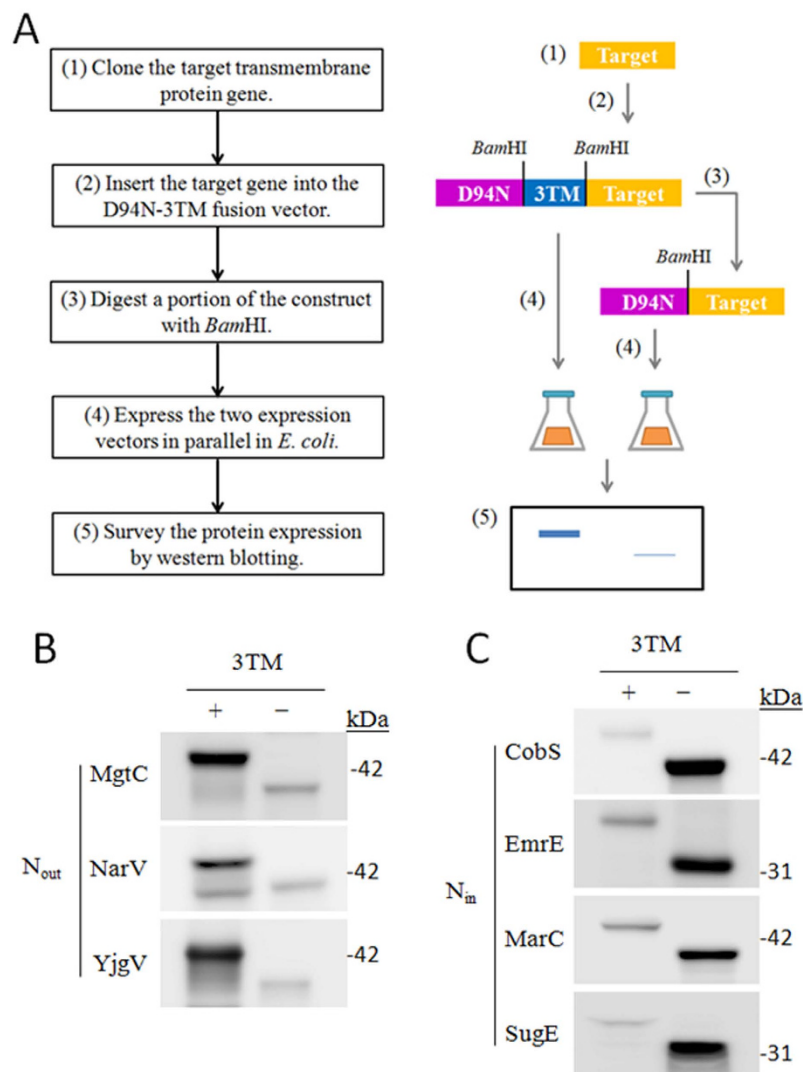 A
(1) Clone the target transmembrane
protein gene.
(2) Insert the target gene into the
D94N-3TM fusion vector.
(3) Digest a portion of the construct
with BamHI.
(4) Express the two expression
vectors in parallel in E. coli.
(5) Survey the protein expression
by western blotting.
(1) Target
(2)
BamHI BamHI
D94N 3TM Target
(3)
BamHI
D94N Target
(4)
(4)
(5)
B
3TM
+ −
kDa
MgtC
-42
Nout
NarV
-42
YjgV
-42
C
3TM
+ −
kDa
CobS
-42
EmrE
-31
Nin
MarC
-42
SugE
-31